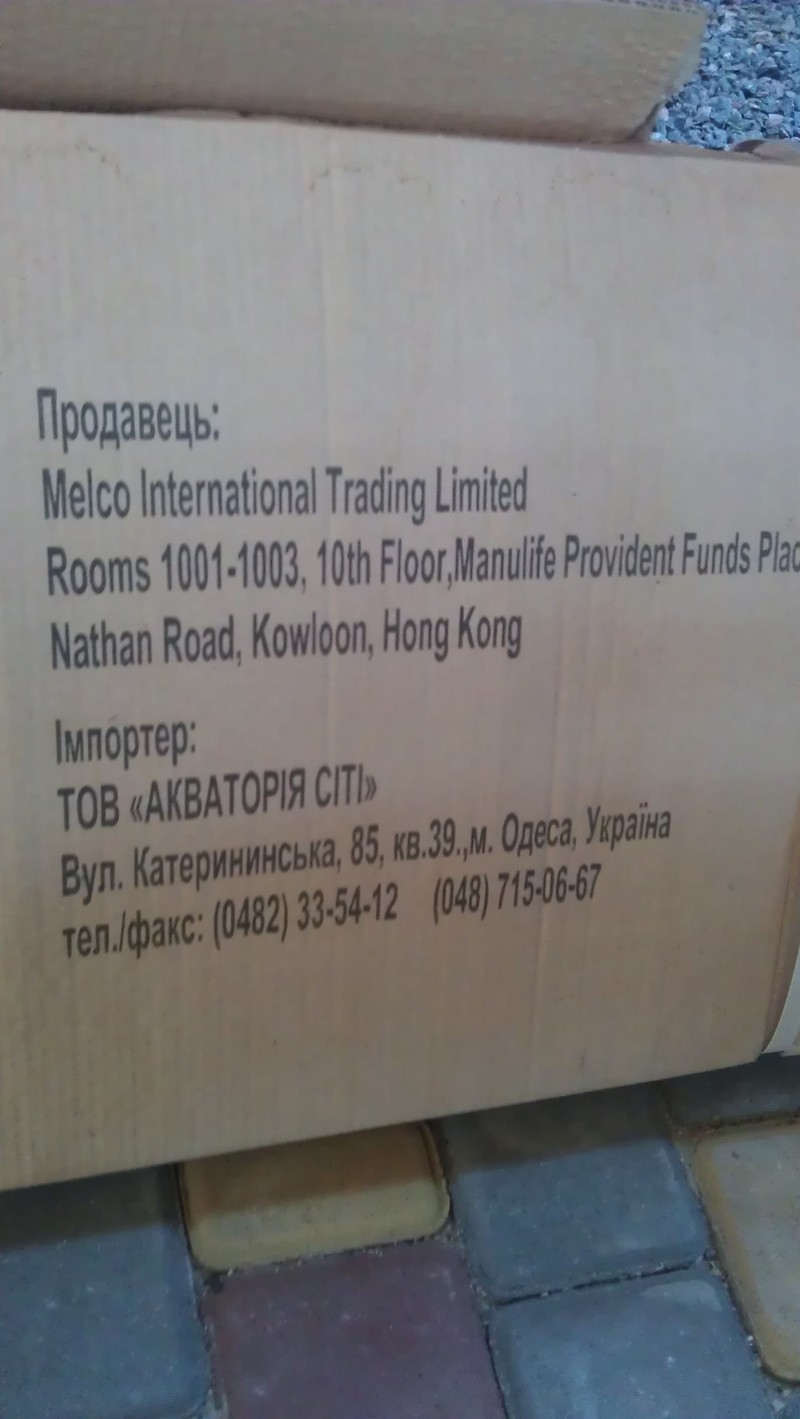 Продавець:
Melco International Trading Limited
Rooms 1001-1003, 10th Floor,Manulife Provident Funds
Nathan Road, Kowloon, Hong Kong
Імпортер:
ТОВ «АКВАТОРІЯ СІТІ»
Вул. Катерининська, 85, кв.39.,м. Одеса, Україна
тел./факс: (0482) 33-54-12 (048) 715-06-67